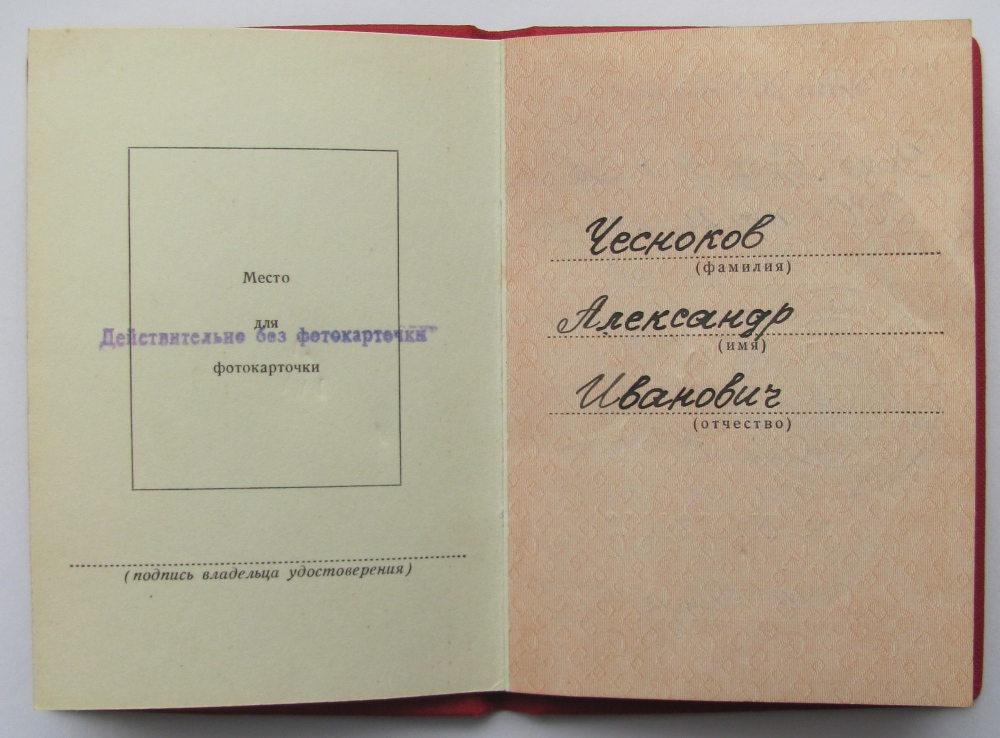 Место
для
Действительно без фотокарточки
фотокарточки
(подпись владельца удостоверения)
Чесноков
(фамилия)
Александр
(имя)
Иванович
(отчество)